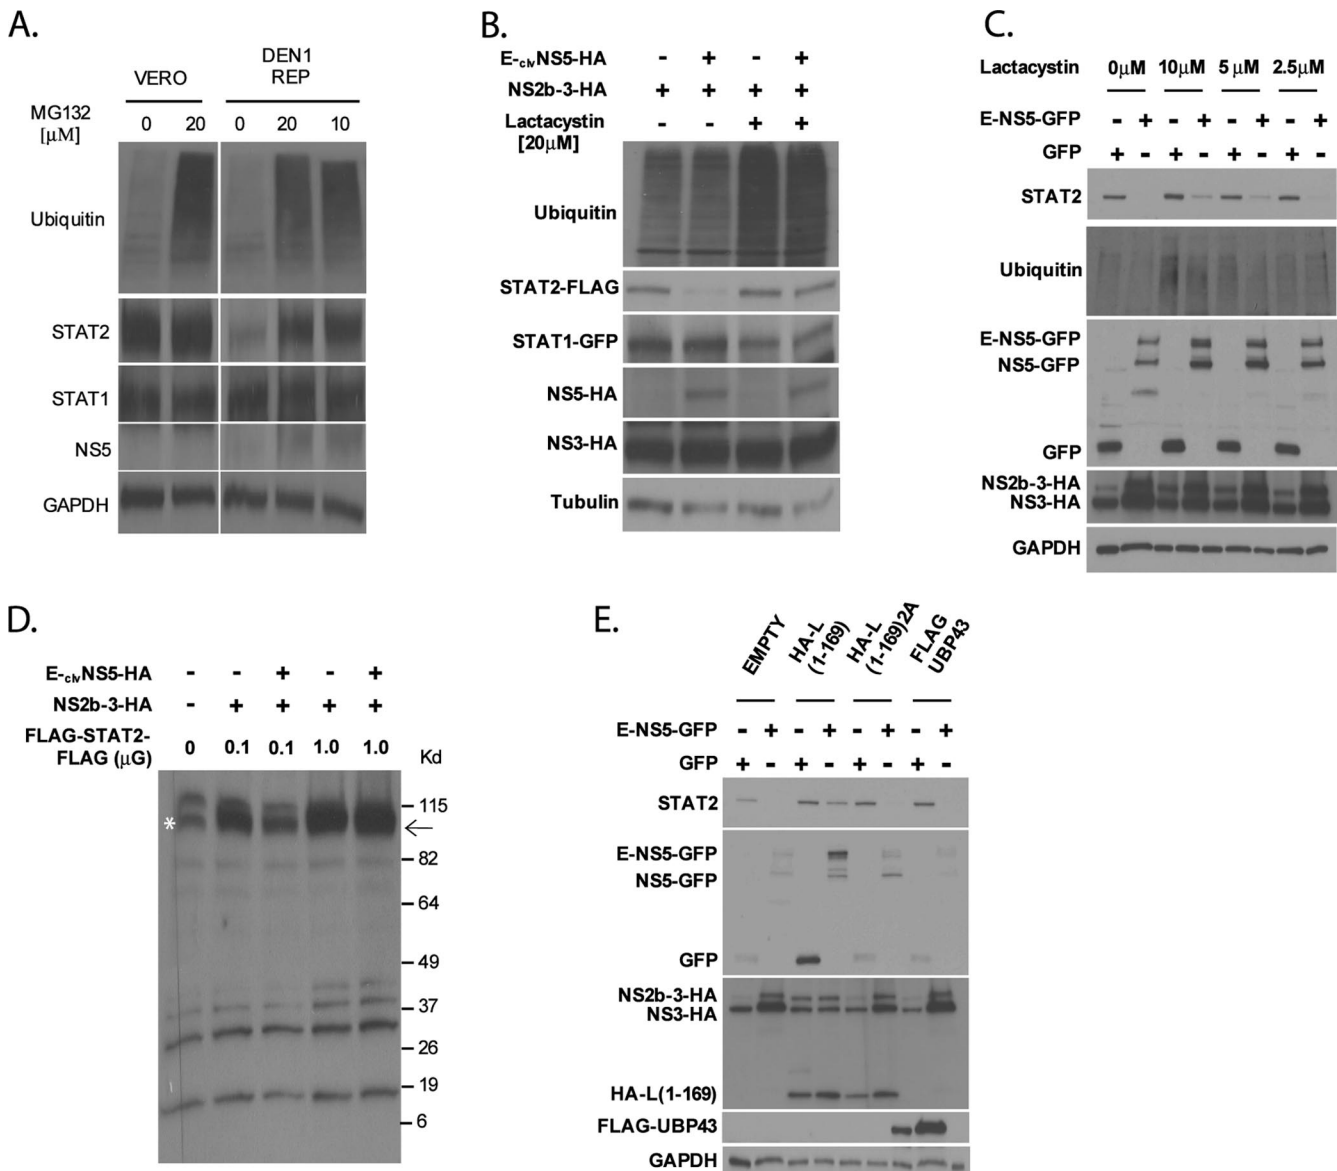 A.
VERO
DEN1
REP
MG132
[μM]
0 20 0 20 10
Ubiquitin
STAT2
STAT1
NS5
GAPDH
B.
E-clvNS5-HA - + - +
NS2b-3-HA + + + +
Lactacystin
[20μM] - - + +
Ubiquitin
STAT2-FLAG
STAT1-GFP
NS5-HA
NS3-HA
Tubulin
C.
Lactacystin 0μM 10μM 5 μM 2.5μM
E-NS5-GFP - + - + - + - +
GFP + - + - + - + -
STAT2
Ubiquitin
E-NS5-GFP
NS5-GFP
GFP
NS2b-3-HA
NS3-HA
GAPDH
D.
E-clvNS5-HA - - + - +
NS2b-3-HA - + + + +
FLAG-STAT2-
FLAG (μG) 0 0.1 0.1 1.0 1.0
Kd
*
115
82
64
49
37
26
19
6
E.
EMPTY
HA-L
(1-169)
HA-L
(1-169)2A
FLAG
UBP43
E-NS5-GFP - + - + - + - +
GFP + - + - + - + -
STAT2
E-NS5-GFP
NS5-GFP
GFP
NS2b-3-HA
NS3-HA
HA-L(1-169)
FLAG-UBP43
GAPDH